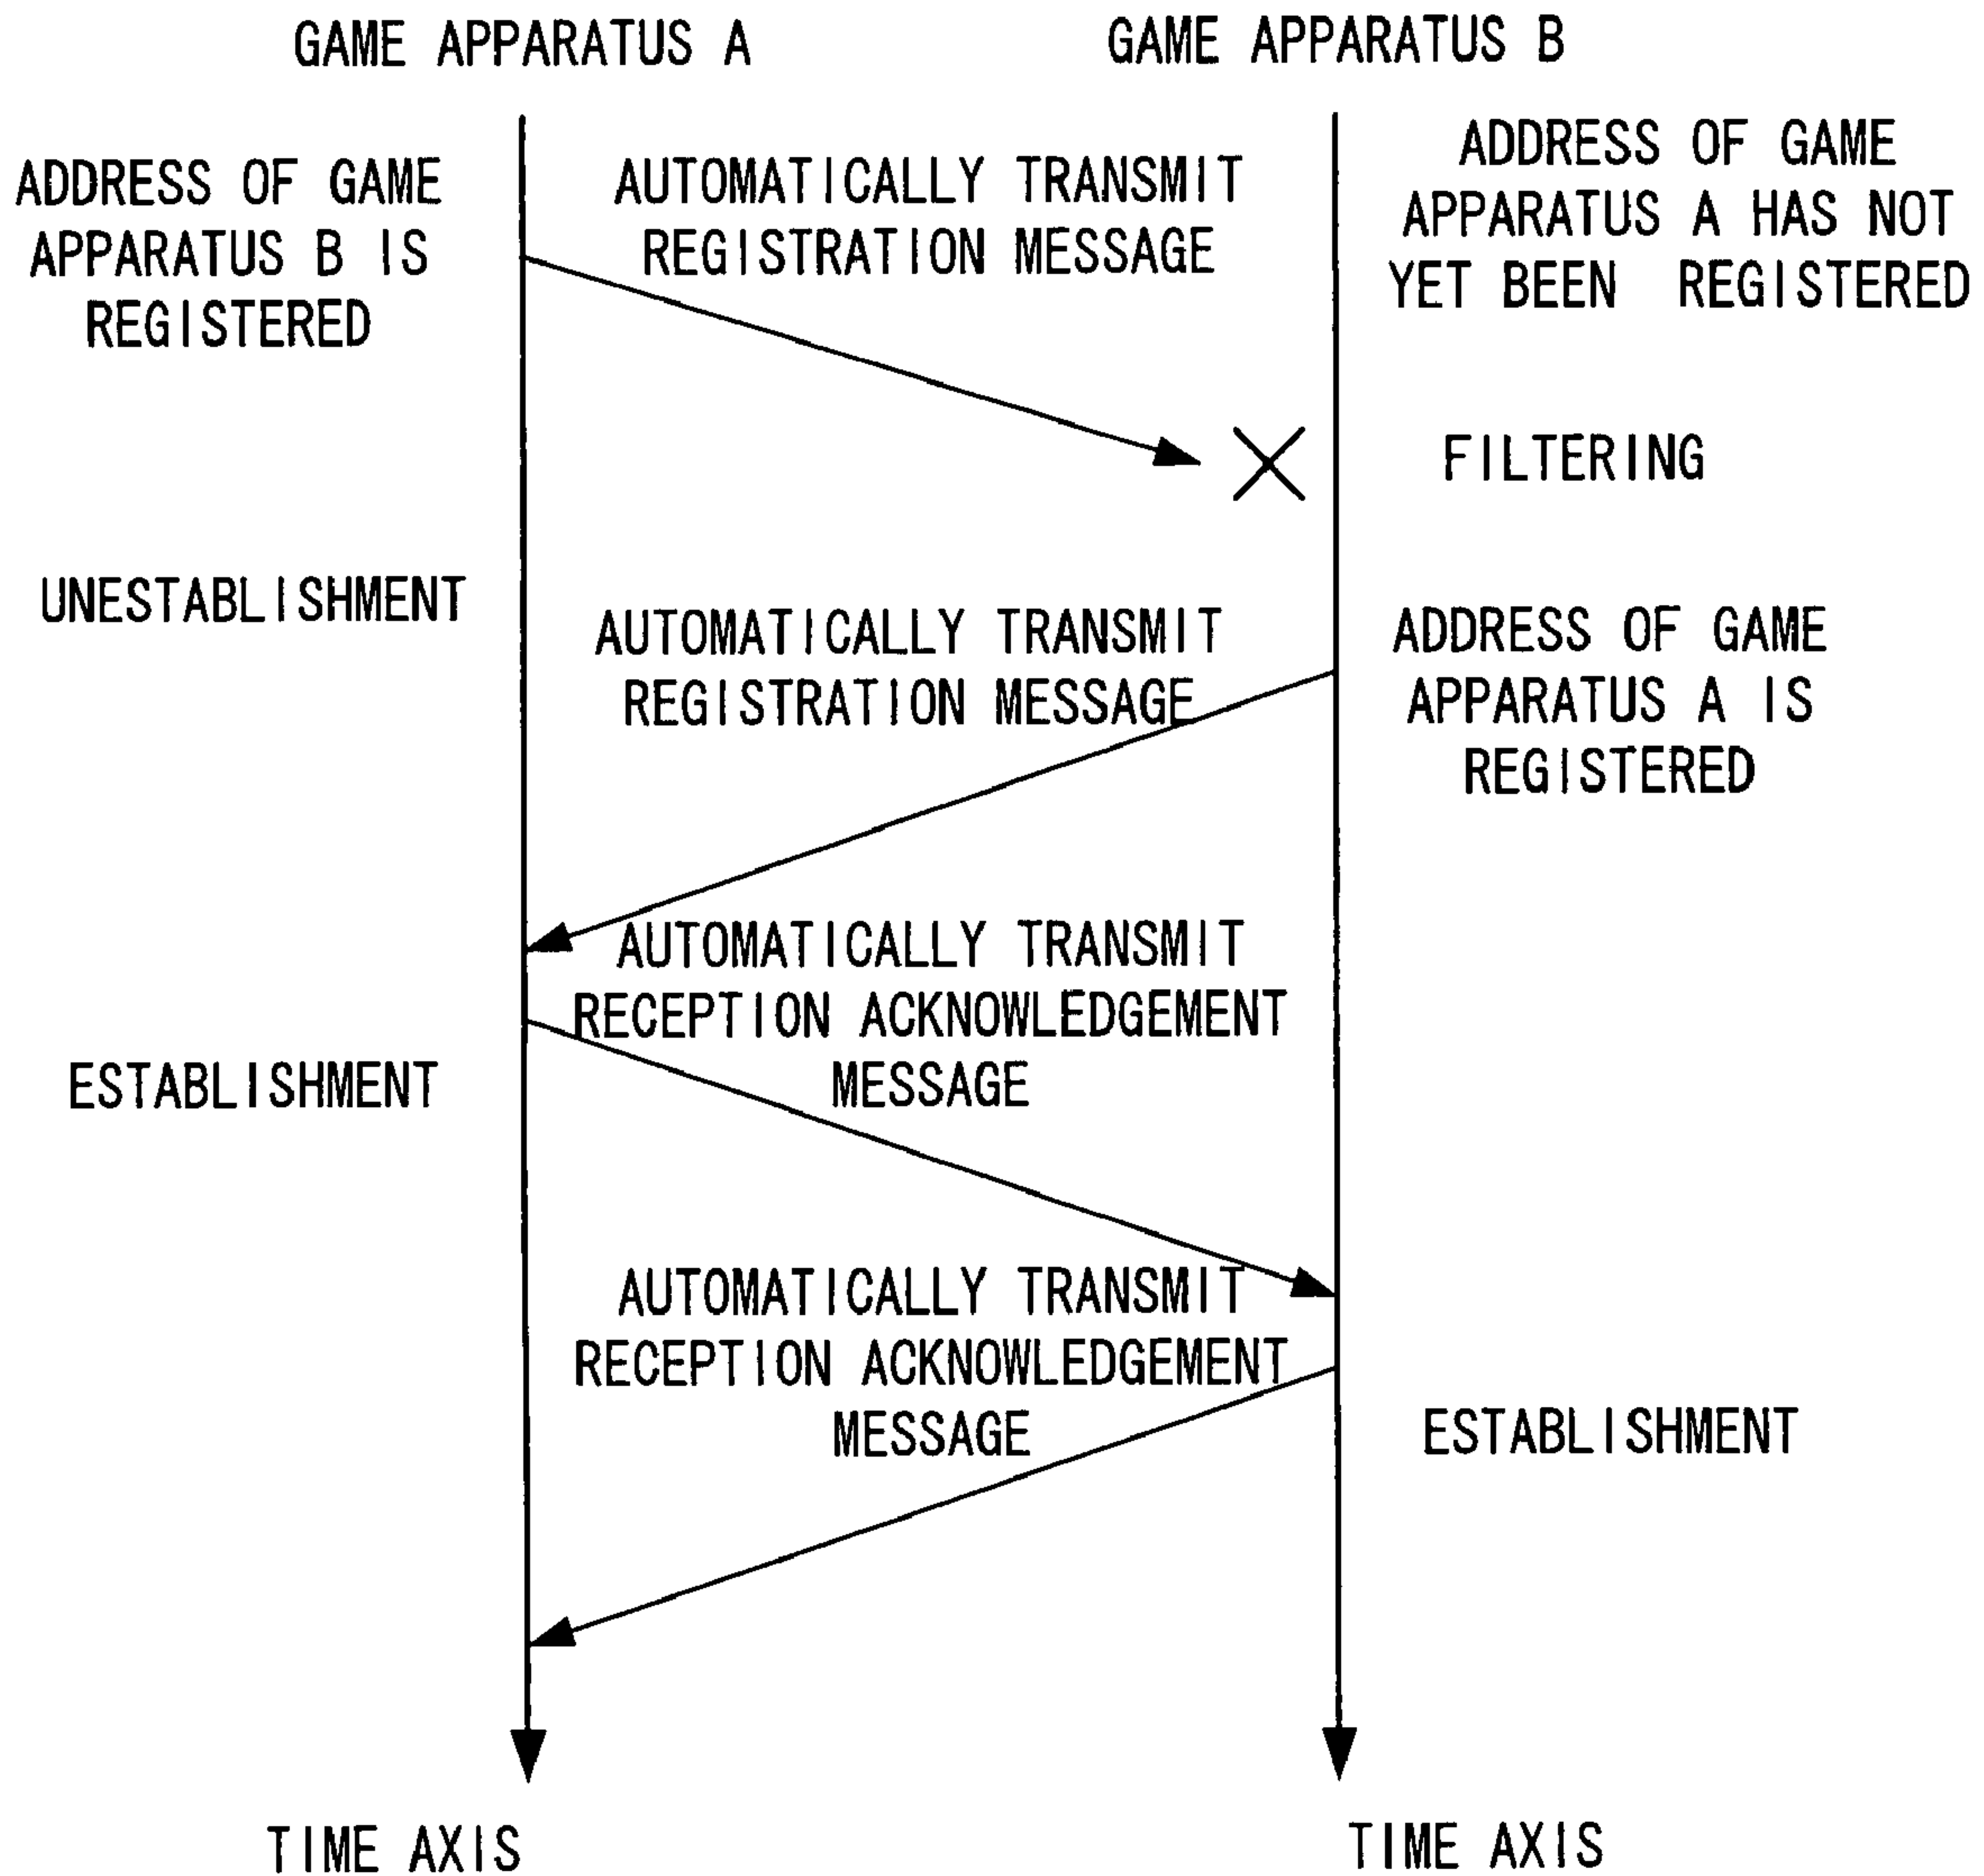 GAME APPARATUS A
GAME APPARATUS B
ADDRESS OF GAME
APPARATUS B IS
REGISTERED
AUTOMATICALLY TRANSMIT
REGISTRATION MESSAGE
ADDRESS OF GAME
APPARATUS A HAS NOT
YET BEEN REGISTERED
FILTERING
UNESTABLISHMENT
AUTOMATICALLY TRANSMIT
REGISTRATION MESSAGE
ADDRESS OF GAME
APPARATUS A IS
REGISTERED
AUTOMATICALLY TRANSMIT
RECEPTION ACKNOWLEDGEMENT
MESSAGE
ESTABLISHMENT
AUTOMATICALLY TRANSMIT
RECEPTION ACKNOWLEDGEMENT
MESSAGE
ESTABLISHMENT
TIME AXIS
TIME AXIS